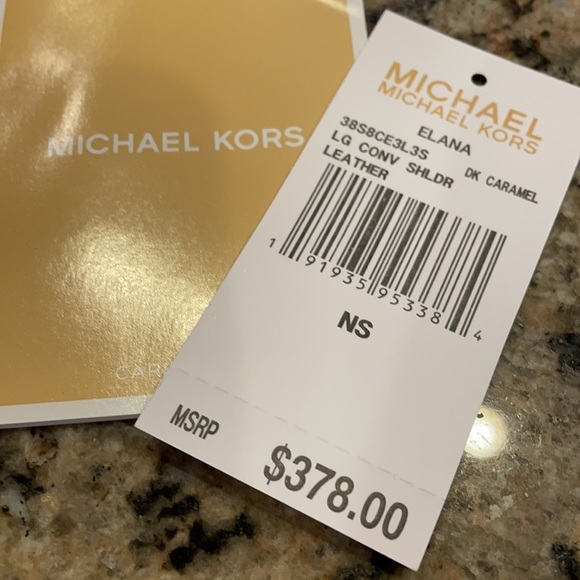 MICHAEL KORS
MICHAEL
MICHAEL KORS
ELANA
38S8CE3L3S
LG CONV SHLDR DK CARAMEL
LEATHER
1 91935 95338 4
NS
MSRP
$378.00